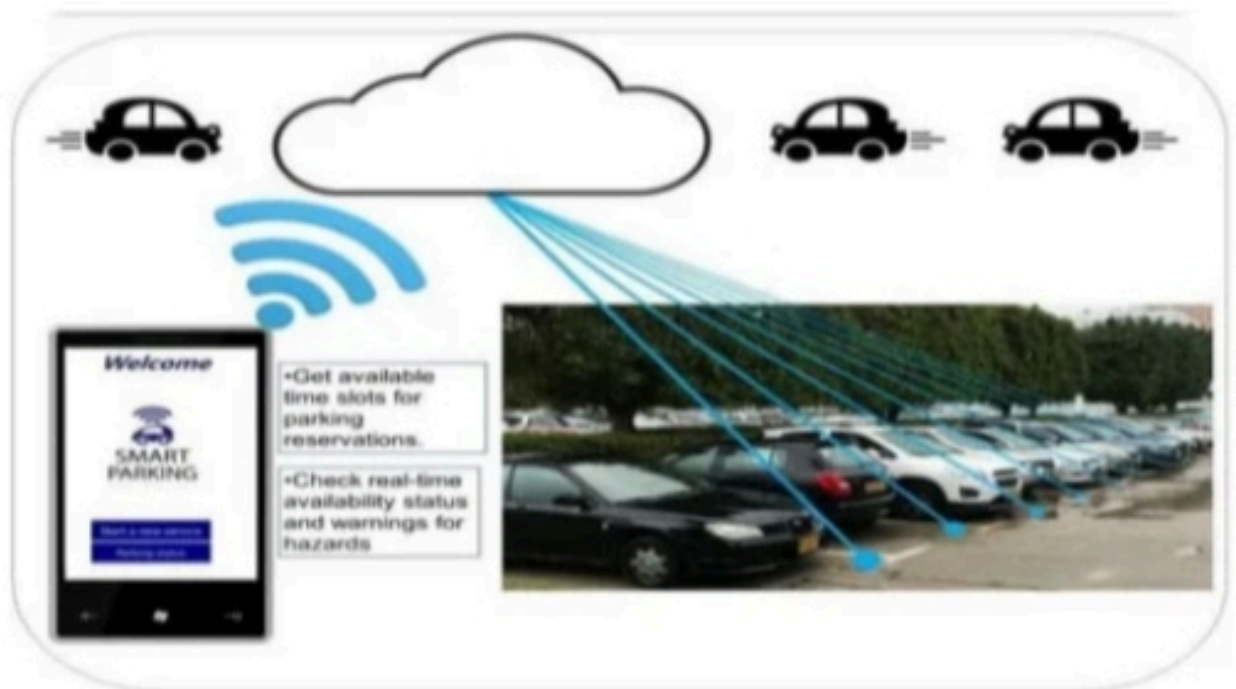 Welcome
SMART
PARKING
Start a new service
Parking status
•Get available
time slots for
parking
reservations.
•Check real-time
availability status
and warnings for
hazards